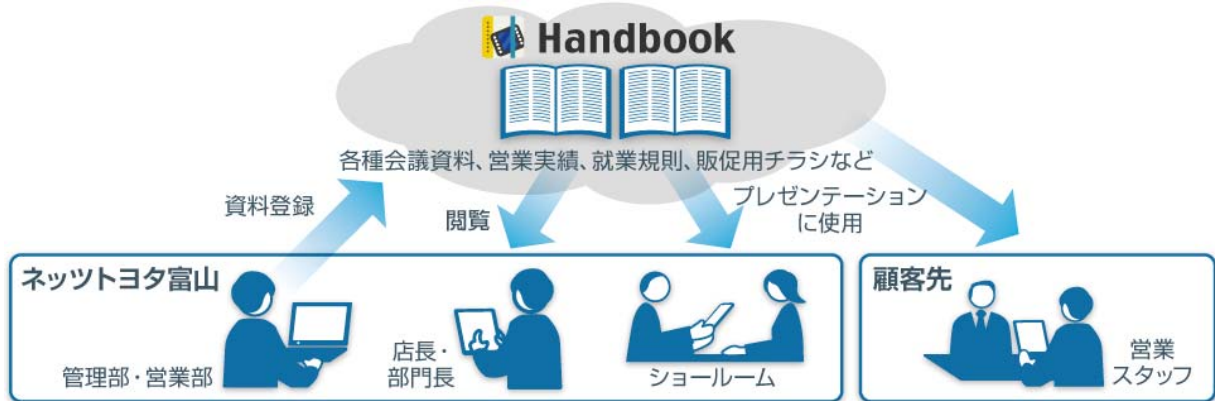 Handbook
各種会議資料、営業実績、就業規則、販促用チラシなど
資料登録
閲覧
プレゼンテーション
に使用
ネッツトヨタ富山
管理部・営業部
店長・
部門長
ショールーム
顧客先
営業
スタッフ